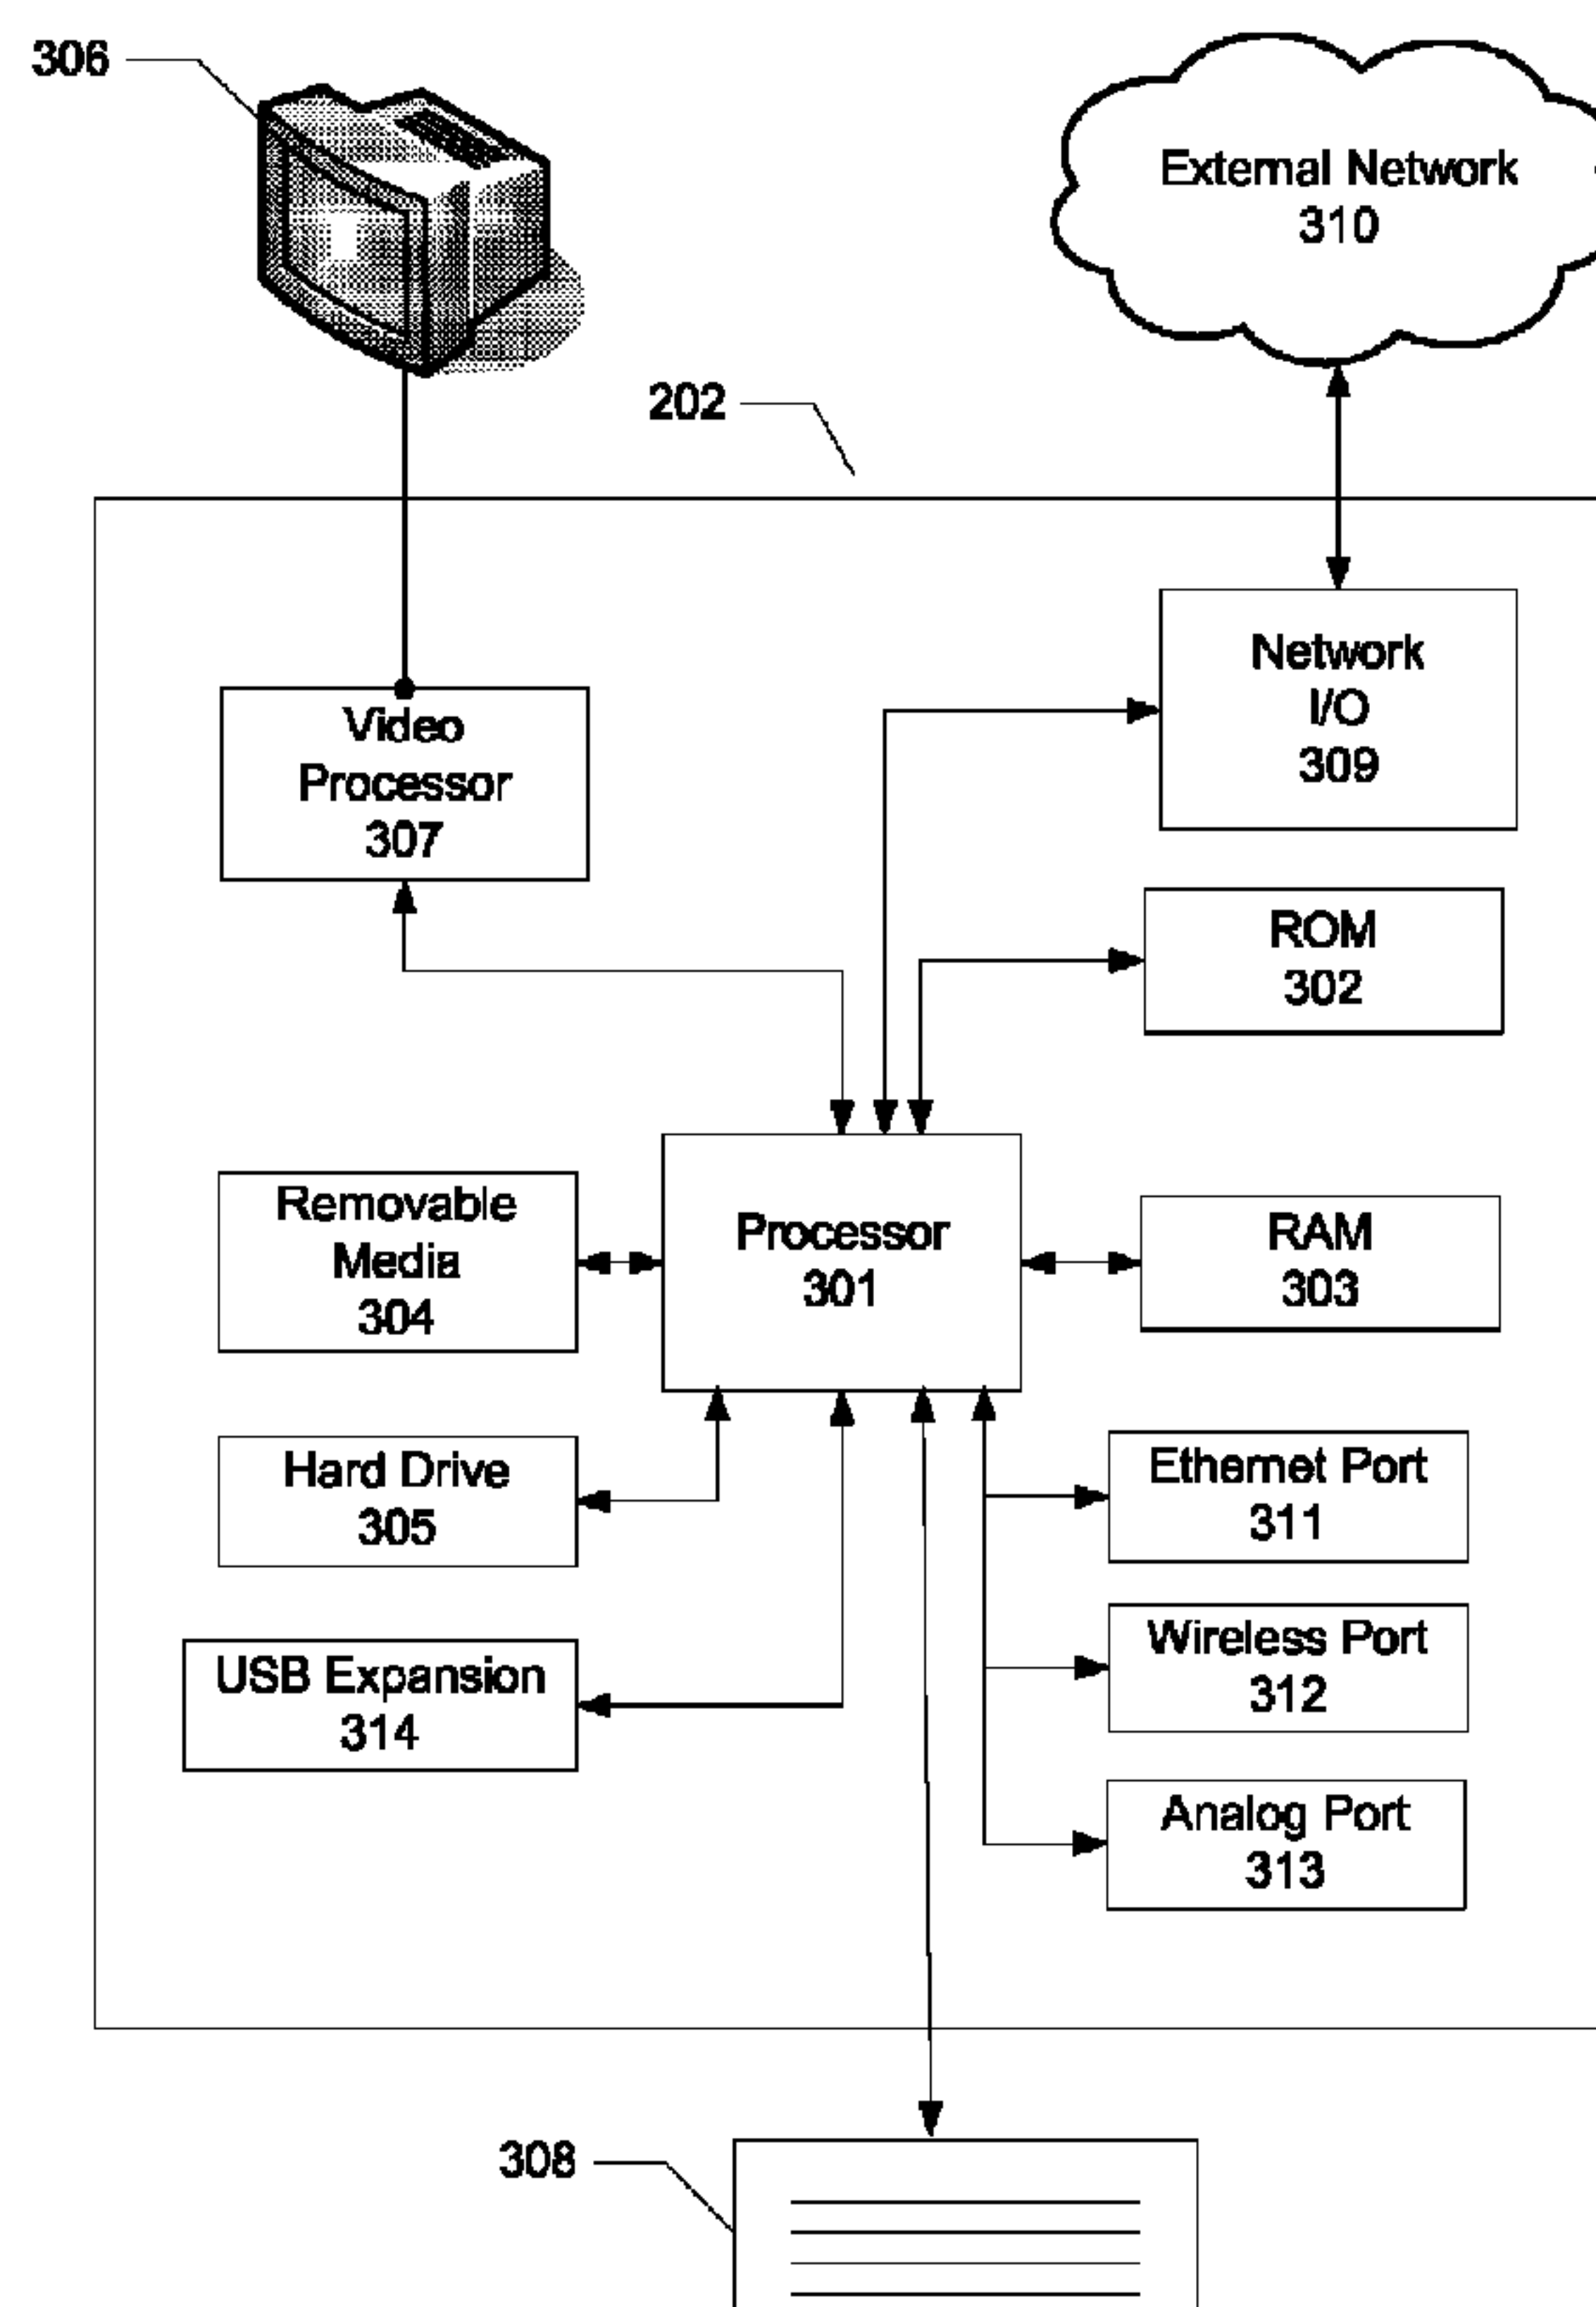 306
External Network
310
202
Network
I/O
309
Video
Processor
307
ROM
302
Removable
Media
304
Processor
301
RAM
303
Hard Drive
305
Ethernet Port
311
USB Expansion
314
Wireless Port
312
Analog Port
313
308